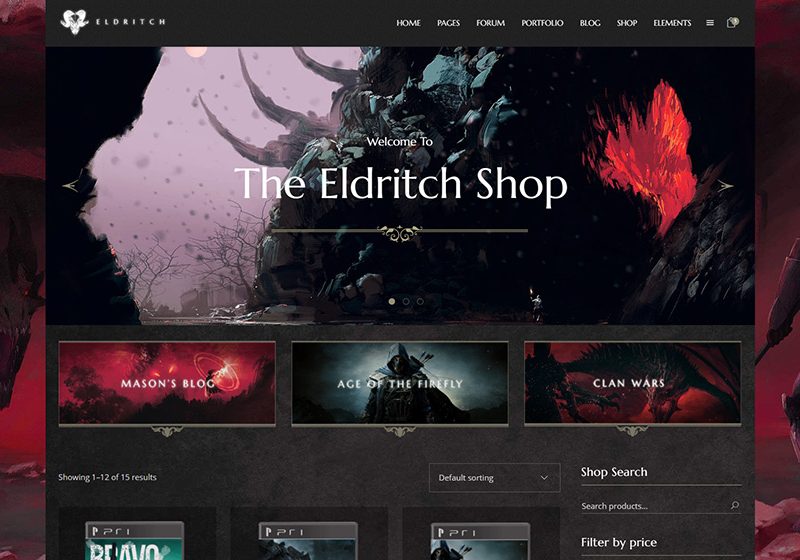 ELDRITCH
HOME PAGES FORUM PORTFOLIO BLOG SHOP ELEMENTS
Welcome To
The Eldritch Shop
MASON'S BLOG
AGE OF THE FIREFLY
CLAN WARS
Showing 1–12 of 15 results
Default sorting
Shop Search
Search products...
Filter by price
BRAVO